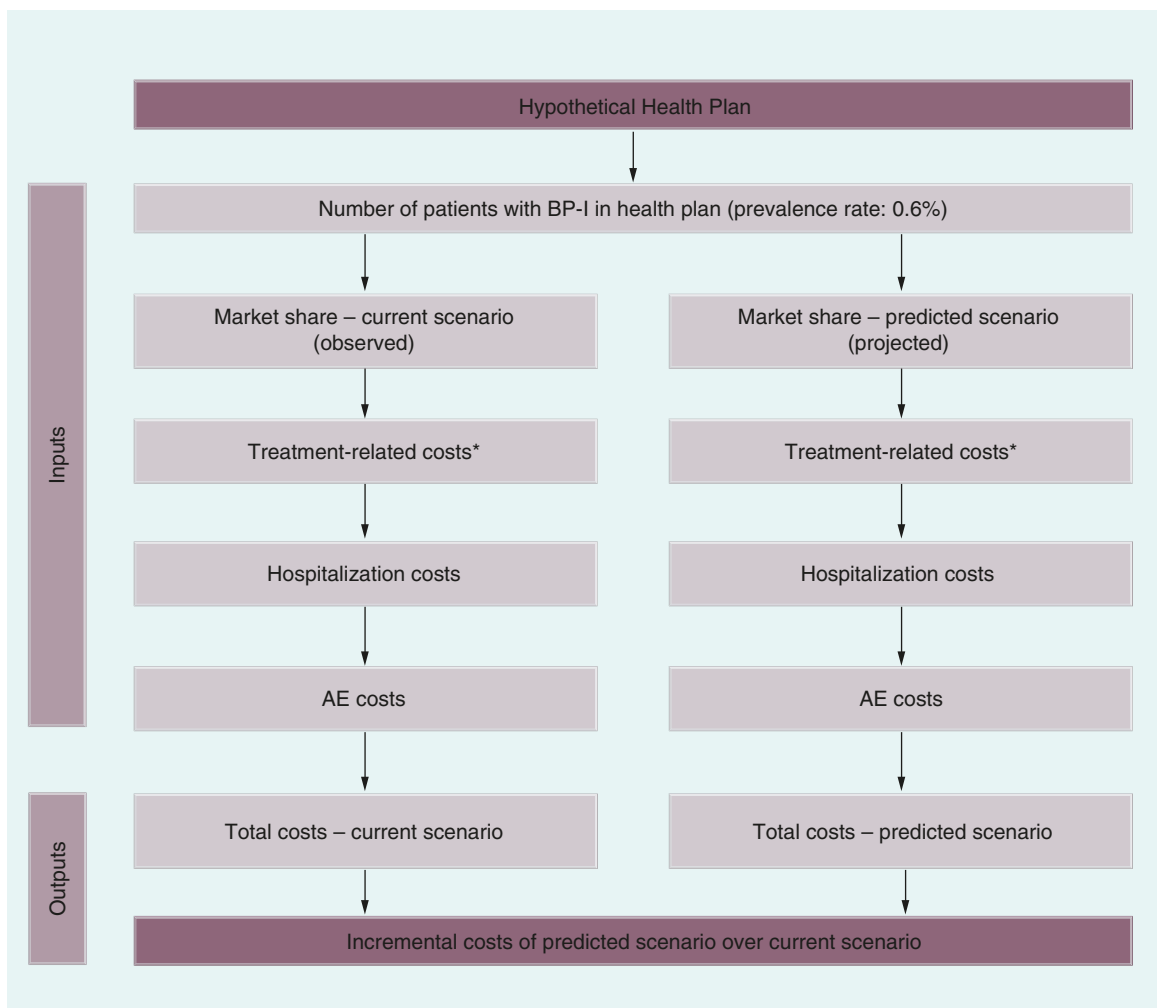 Hypothetical Health Plan
Inputs
Number of patients with BP-I in health plan (prevalence rate: 0.6%)
Market share – current scenario
(observed)
Market share – predicted scenario
(projected)
Treatment-related costs*
Treatment-related costs*
Hospitalization costs
Hospitalization costs
AE costs
AE costs
Outputs
Total costs – current scenario
Total costs – predicted scenario
Incremental costs of predicted scenario over current scenario